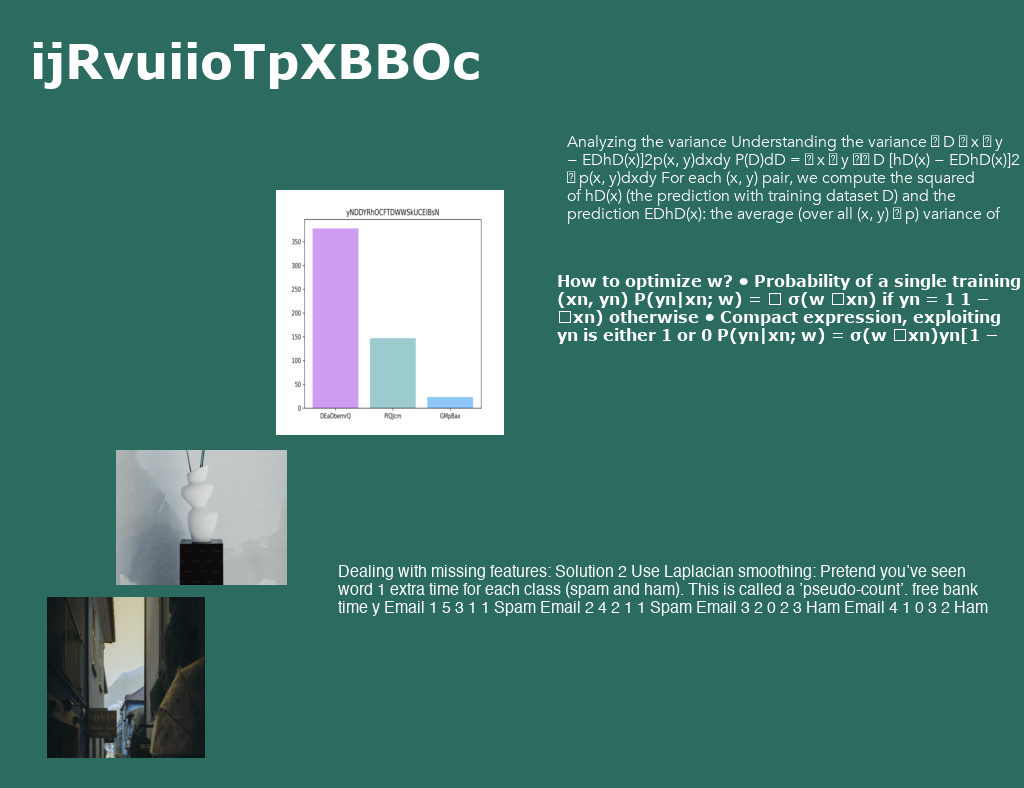 ijRvuiioTpXBBOc
Analyzing the variance Understanding the variance D x y
− EDhD(x)]2p(x, y)dxdy P(D)dD = x y D [hD(x) − EDhD(x)]2
p(x, y)dxdy For each (x, y) pair, we compute the squared
of hD(x) (the prediction with training dataset D) and the
prediction EDhD(x): the average (over all (x, y) p) variance of
yNDDYRhOCFTDWWSkUCEIBsN
350
300
250
200
150
100
50
0
DEaDbemrQ PlQJcm GMpBax
How to optimize w? • Probability of a single training
(xn, yn) P(yn|xn; w) = σ(w xn) if yn = 1 1 −
xn) otherwise • Compact expression, exploiting
yn is either 1 or 0 P(yn|xn; w) = σ(w xn)yn[1 −
Dealing with missing features: Solution 2 Use Laplacian smoothing: Pretend you’ve seen
word 1 extra time for each class (spam and ham). This is called a ’pseudo-count’. free bank
time y Email 1 5 3 1 1 Spam Email 2 4 2 1 1 Spam Email 3 2 0 2 3 Ham Email 4 1 0 3 2 Ham